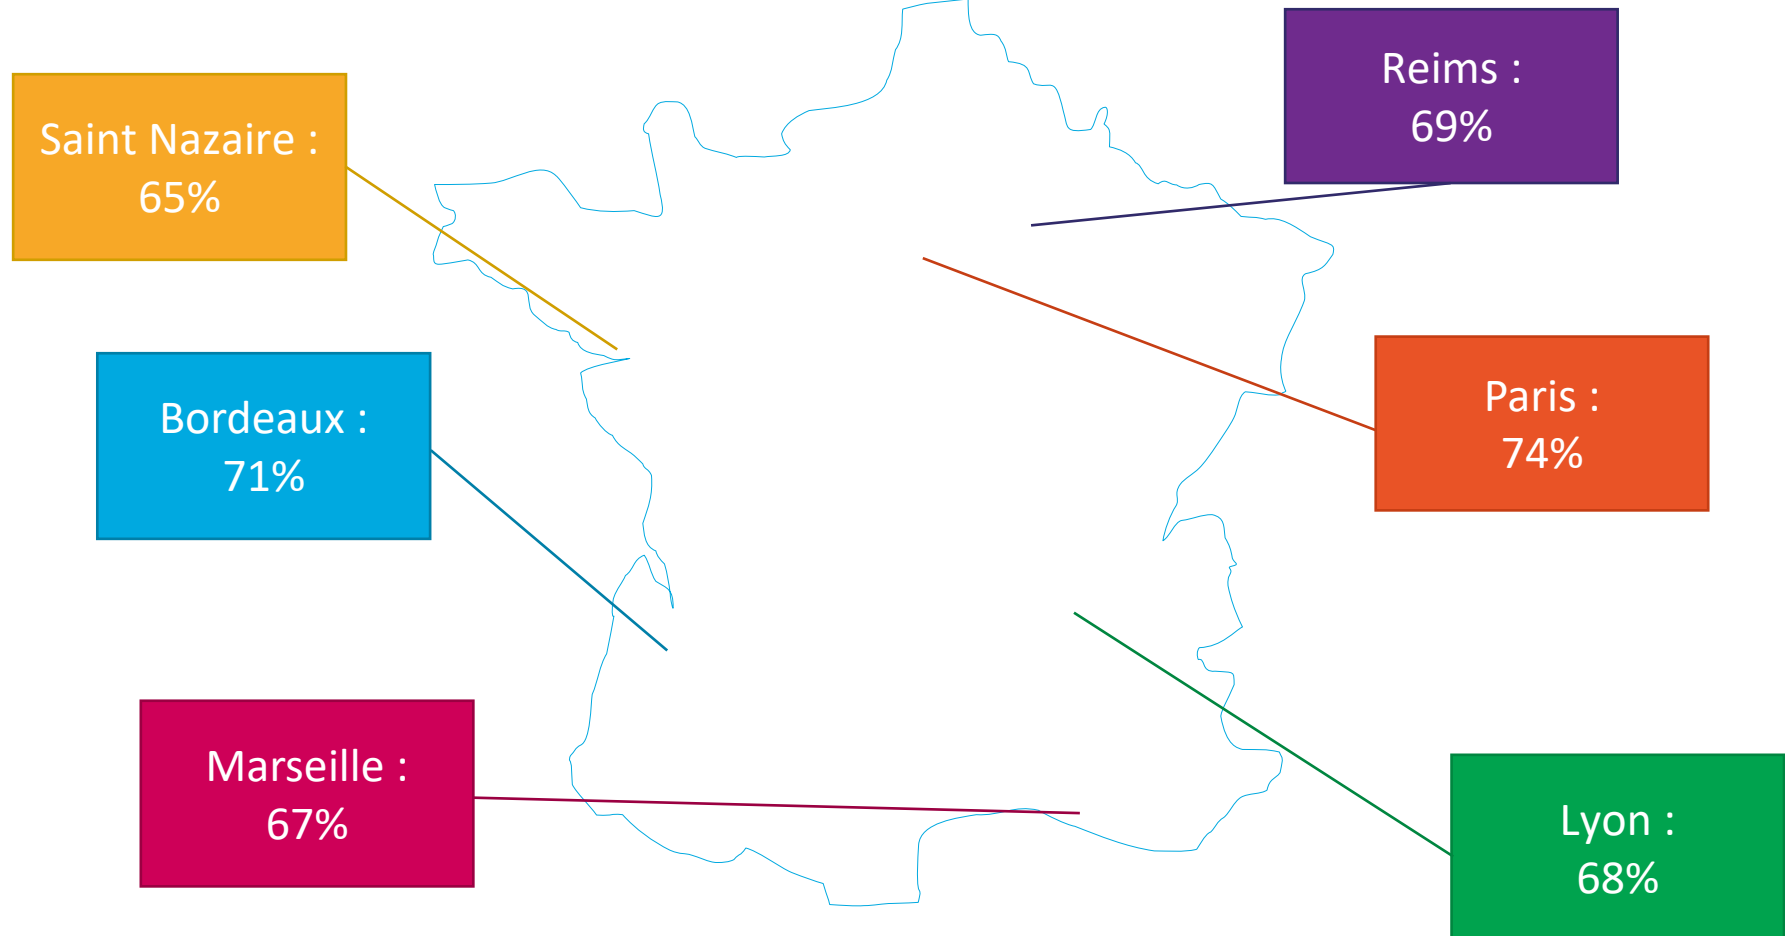 Saint Nazaire :
65%
Reims :
69%
Bordeaux :
71%
Paris :
74%
Marseille :
67%
Lyon :
68%